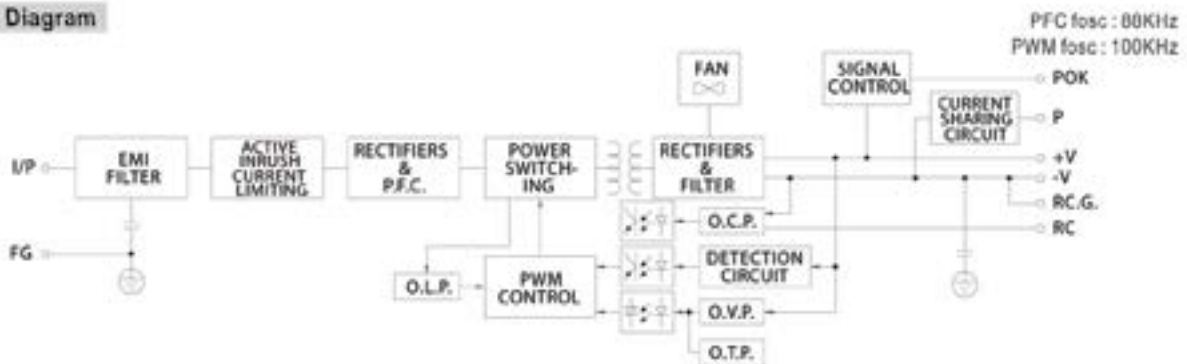 Diagram
PFC fosc : 88KHz
PWM fosc : 100KHz
FAN
SIGNAL
CONTROL
POK
CURRENT
SHARING
CIRCUIT
P
I/P
EMI
FILTER
ACTIVE
INRUSH
CURRENT
LIMITING
RECTIFIERS
&
P.F.C.
POWER
SWITCH-
ING
RECTIFIERS
&
FILTER
+V
-V
RC.G.
RC
O.C.P.
FG
O.L.P.
PWM
CONTROL
DETECTION
CIRCUIT
O.V.P.
O.T.P.